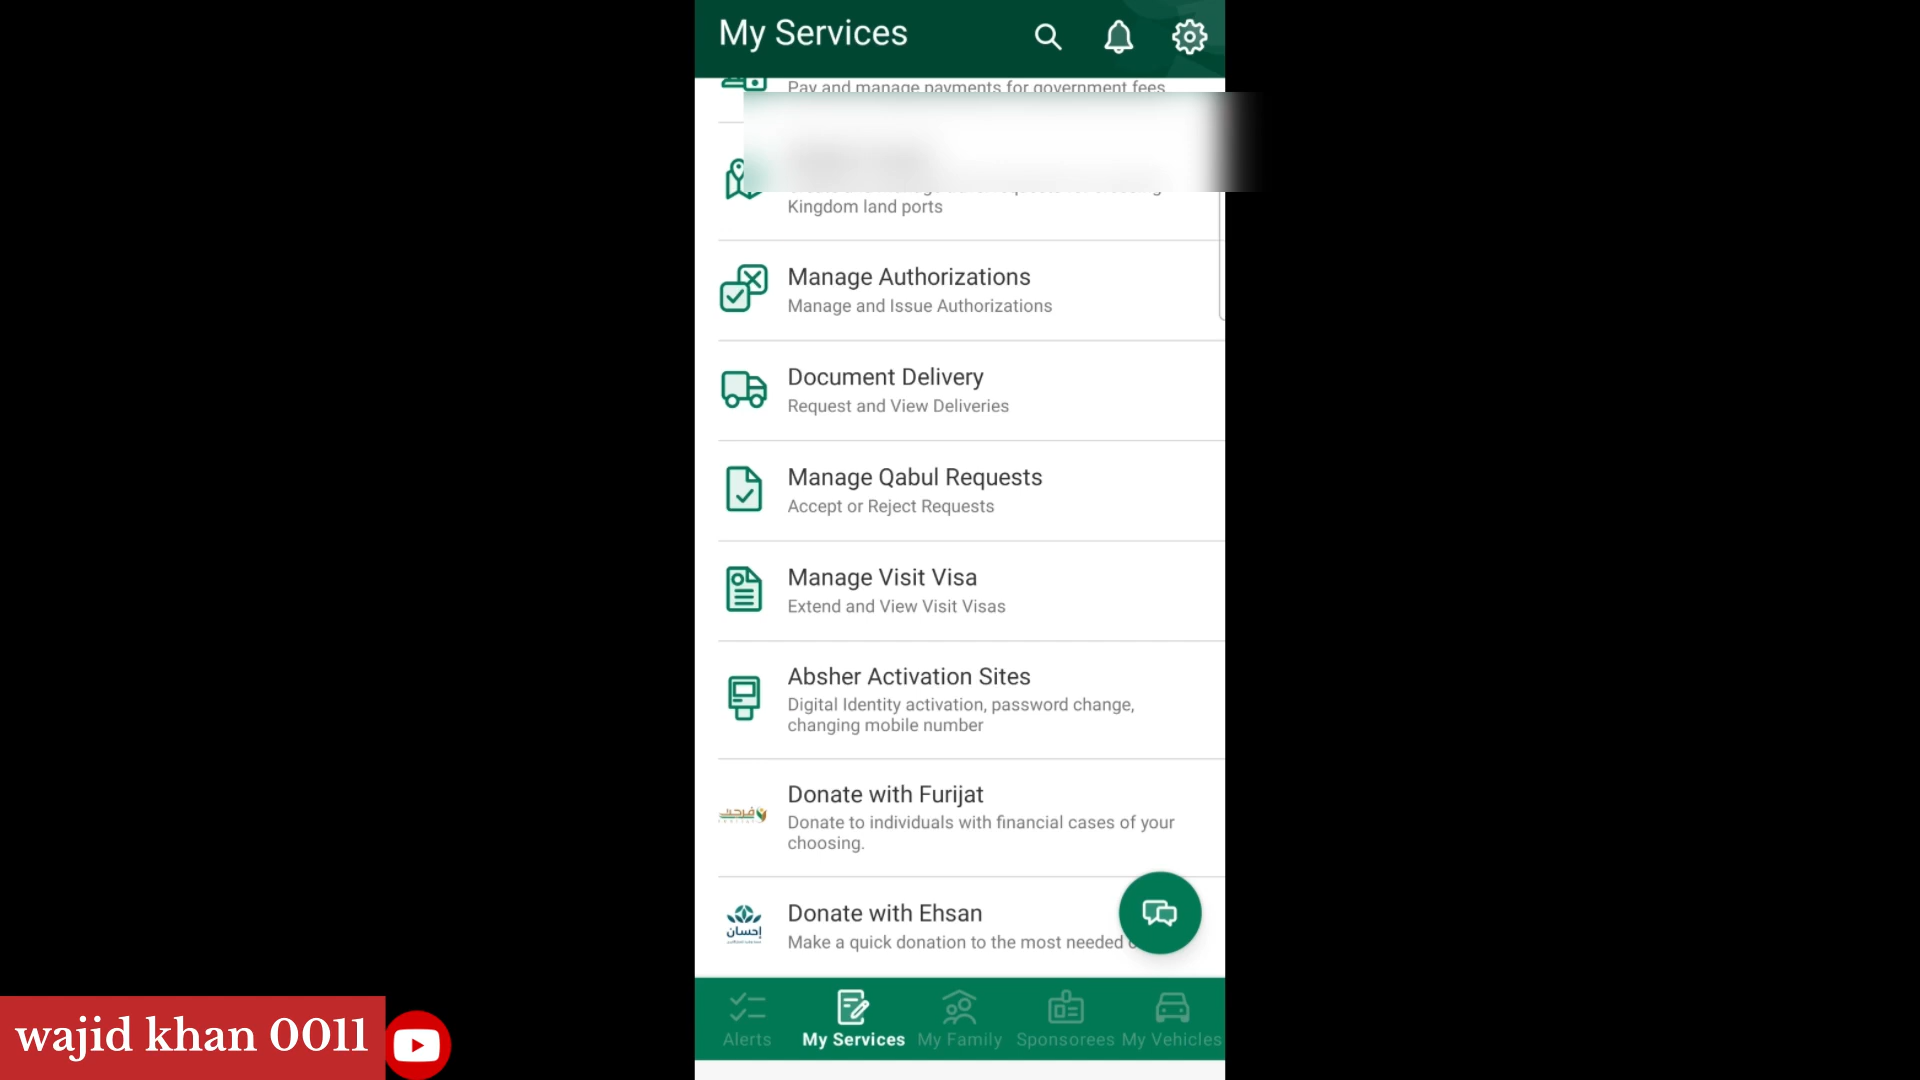 My Services
Pay and manage payments for government fees
Kingdom land ports
Manage Authorizations
Manage and Issue Authorizations
Document Delivery
Request and View Deliveries
Manage Qabul Requests
Accept or Reject Requests
Manage Visit Visa
Extend and View Visit Visas
Absher Activation Sites
Digital Identity activation, password change,
changing mobile number
Donate with Furijat
Donate to individuals with financial cases of your
choosing.
إحسان
Donate with Ehsan
Make a quick donation to the most needed
Alerts
My Services
My Family
Sponsorees
My Vehicles
wajid khan 0011